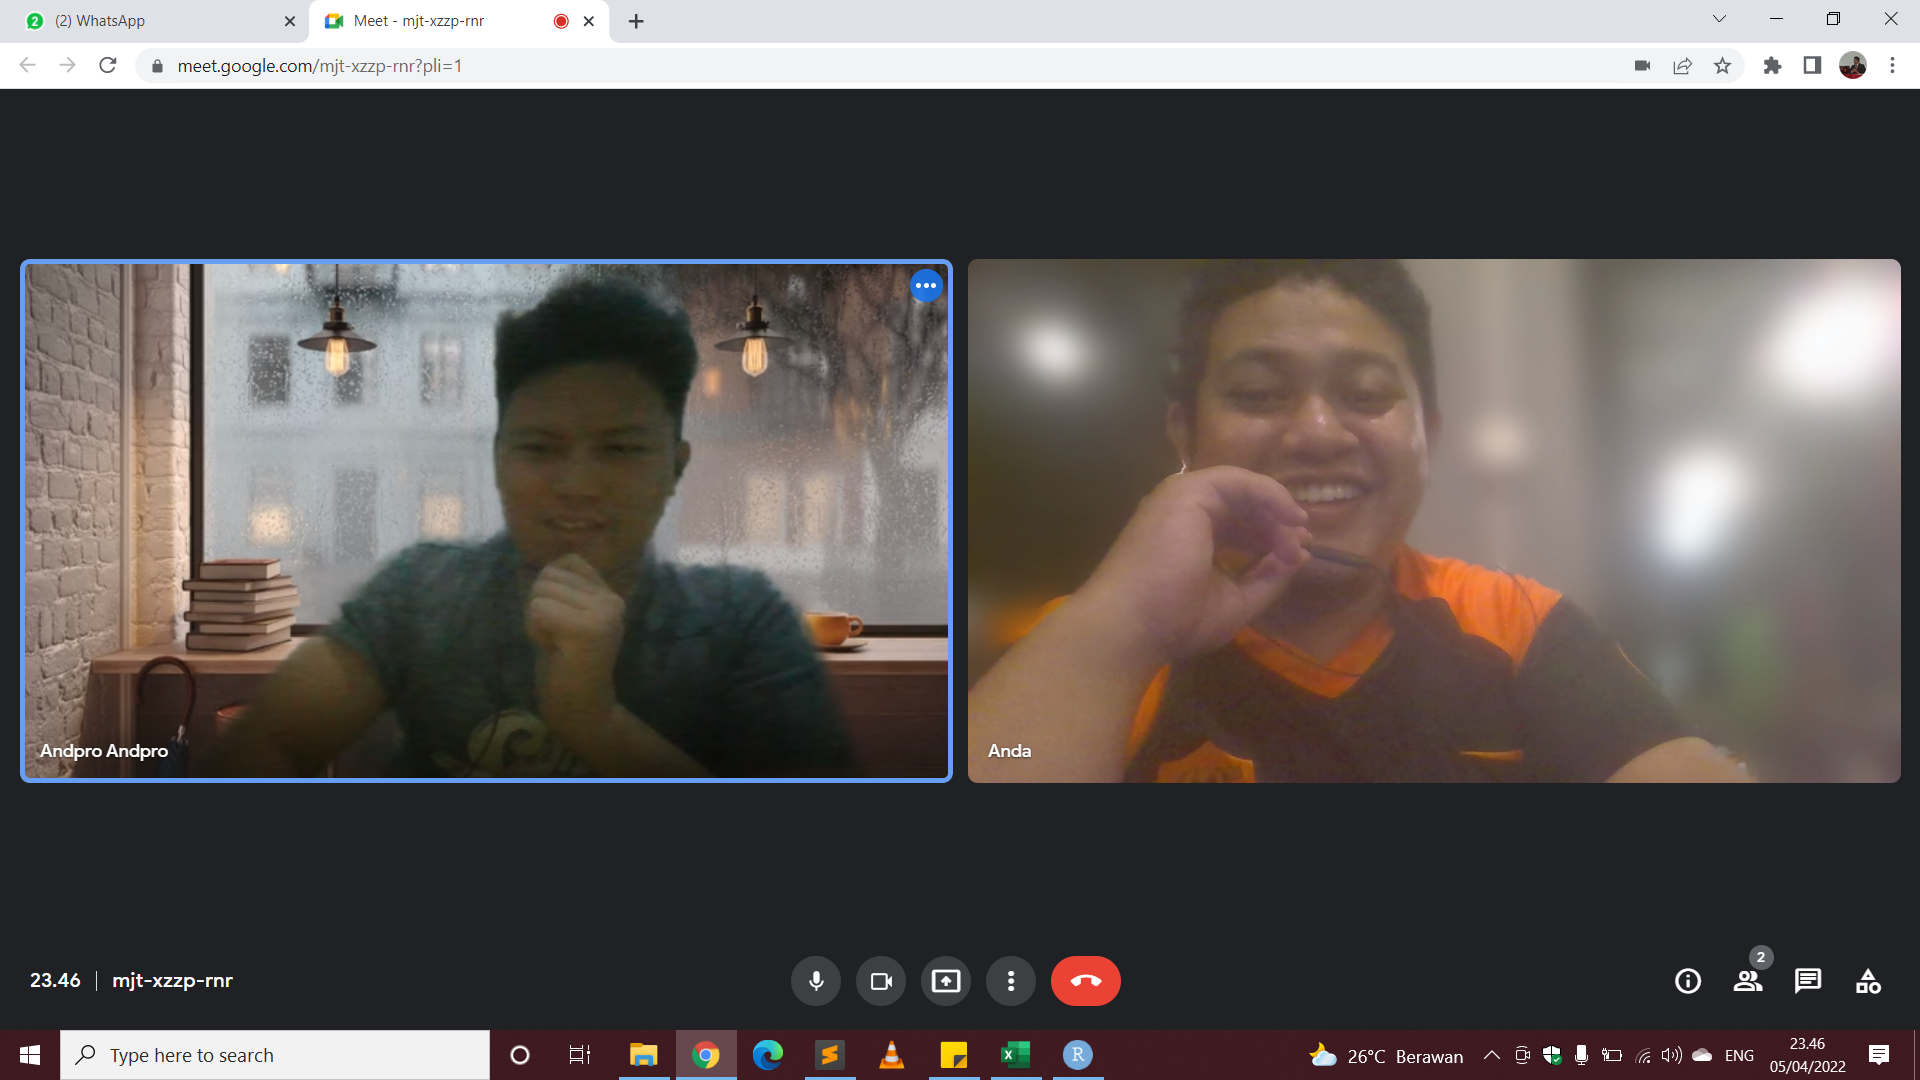 (2) WhatsApp
Meet - mjt-xzzp-rnr
meet.google.com/mjt-xzzp-rnr?pli=1
Andpro Andpro
Anda
23.46 | mjt-xzzp-rnr
2
Type here to search
26°C Berawan
ENG
23.46
05/04/2022